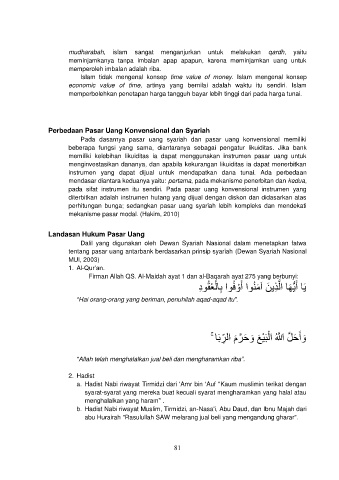 mudharabah, islam sangat menganjurkan untuk melakukan qardh, yaitu
meminjamkanya tanpa imbalan apap apapun, karena meminjamkan uang untuk
memperoleh imbalan adalah riba.
Islam tidak mengenal konsep time value of money. Islam mengenal konsep
economic value of time, artinya yang bernilai adalah waktu itu sendiri. Islam
memperbolehkan penetapan harga tangguh bayar lebih tinggi dari pada harga tunai.
Perbedaan Pasar Uang Konvensional dan Syariah
Pada dasarnya pasar uang syariah dan pasar uang konvensional memiliki
beberapa fungsi yang sama, diantaranya sebagai pengatur likuiditas. Jika bank
memiliki kelebihan likuiditas ia dapat menggunakan instrumen pasar uang untuk
menginvestasikan dananya, dan apabila kekurangan likuiditas ia dapat menerbitkan
instrumen yang dapat dijual untuk mendapatkan dana tunai. Ada perbedaan
mendasar diantara keduanya yaitu: pertama, pada mekanisme penerbitan dan kedua,
pada sifat instrumen itu sendiri. Pada pasar uang konvensional instrumen yang
diterbitkan adalah instrumen hutang yang dijual dengan diskon dan didasarkan atas
perhitungan bunga; sedangkan pasar uang syariah lebih kompleks dan mendekati
mekanisme pasar modal. (Hakim, 2010)
Landasan Hukum Pasar Uang
Dalil yang digunakan oleh Dewan Syariah Nasional dalam menetapkan fatwa
tentang pasar uang antarbank berdasarkan prinsip syariah (Dewan Syariah Nasional
MUI, 2003)
1. Al-Qur'an.
Firman Allah QS. Al-Maidah ayat 1 dan al-Baqarah ayat 275 yang berbunyi:
يَا أَيُّهَا الَّذِينَ آمَنُوا أَوْفُوا بِالْعُقُودِ
"Hai orang-orang yang beriman, penuhilah aqad-aqad itu".
وَأَحَلَّ اللَّهُ الْبَيْعَ وَحَرَّمَ الرِّبَا ۚ
"Allah telah menghalalkan jual beli dan mengharamkan riba".
2. Hadist
a. Hadist Nabi riwayat Tirmidzi dari 'Amr bin 'Auf "Kaum muslimin terikat dengan
syarat-syarat yang mereka buat kecuali syarat mengharamkan yang halal atau
menghalalkan yang haram" .
b. Hadist Nabi riwayat Muslim, Tirmidzi, an-Nasa'i, Abu Daud, dan Ibnu Majah dari
abu Hurairah "Rasulullah SAW melarang jual beli yang mengandung gharar".
81